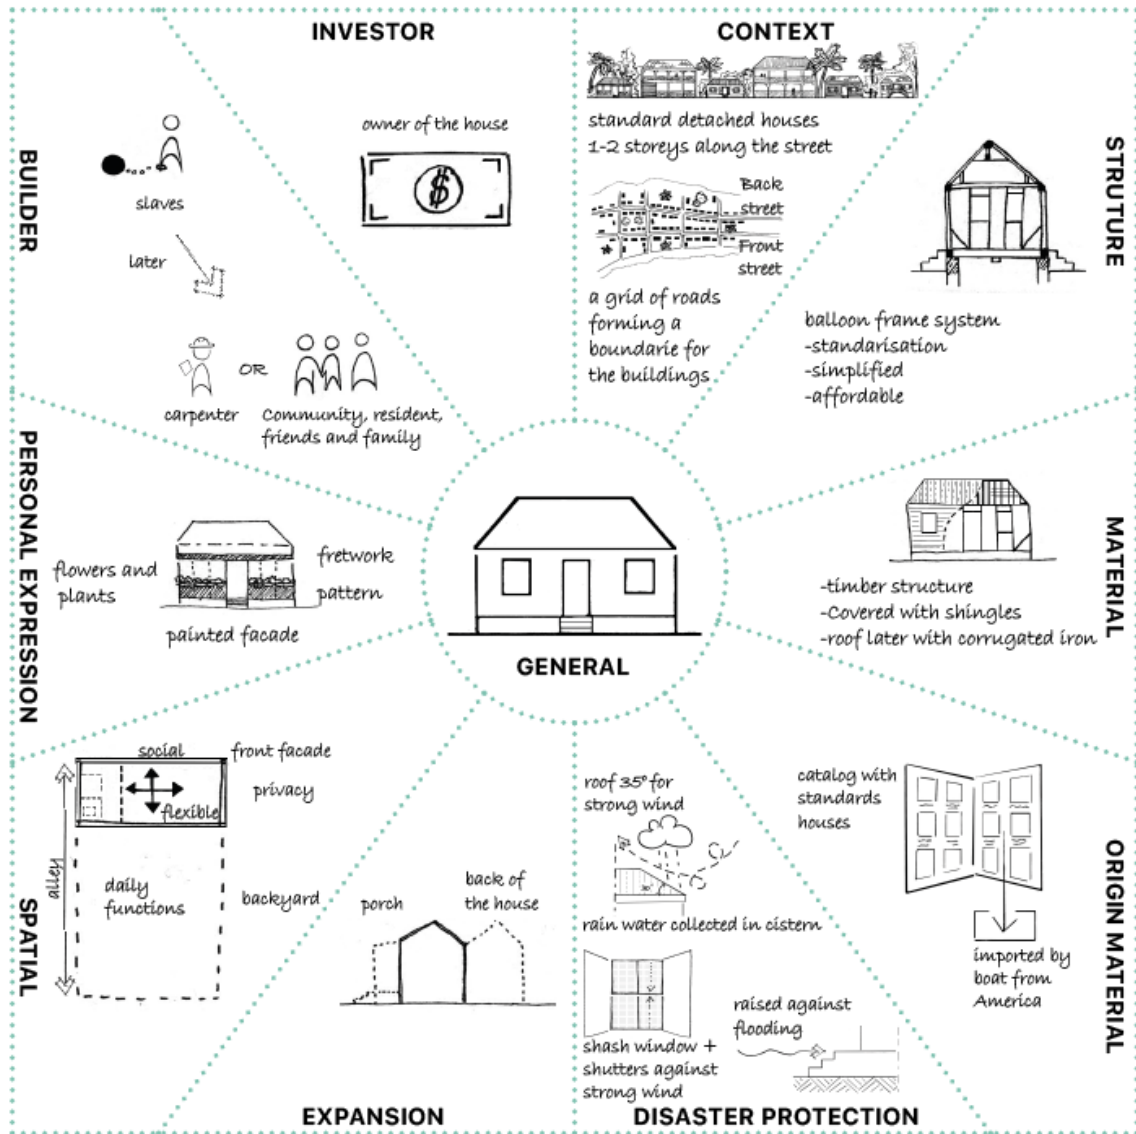 INVESTOR
owner of the house
$
CONTEXT
standard detached houses
1-2 storeys along the street
Back
street
Front
street
a grid of roads
forming a
boundarie for
the buildings
STRUTURE
balloon frame system
-standarisation
-simplified
-affordable
BUILDER
slaves
later
carpenter
OR
Community, resident,
friends and family
PERSONAL EXPRESSION
flowers and
plants
fretwork
pattern
painted facade
GENERAL
MATERIAL
-timber structure
-Covered with shingles
-roof later with corrugated iron
SPATIAL
social
front facade
flexible
privacy
alley
daily
functions
backyard
EXPANSION
porch
back of
the house
DISASTER PROTECTION
roof 35° for
strong wind
30°
rain water collected in cistern
shash window +
shutters against
strong wind
raised against
flooding
ORIGIN MATERIAL
catalog with
standards
houses
imported by
boat from
America